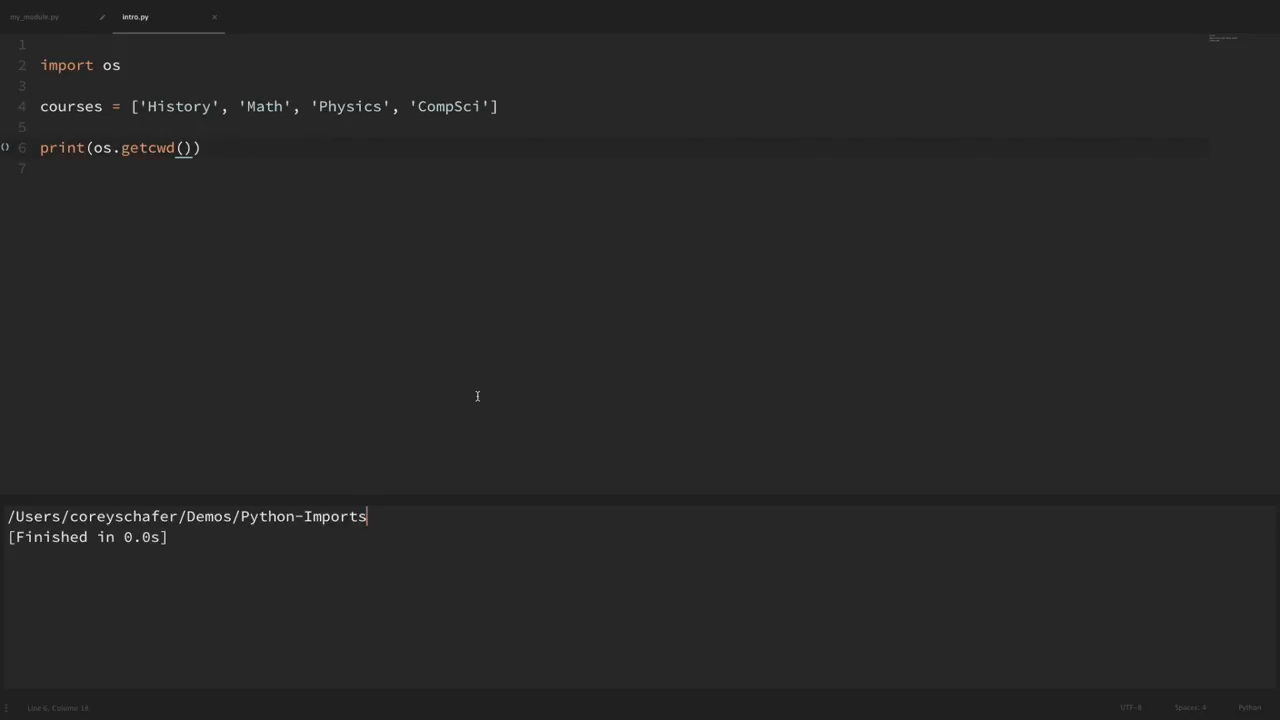 my_module.py intro.py ×
1
2 import os
3
4 courses = ['History', 'Math', 'Physics', 'CompSci']
5
6 print(os.getcwd())
7
/Users/coreyschafer/Demos/Python-Imports
[Finished in 0.0s]
Line 6, Column 18 UTF-8 Spaces: 4 Python